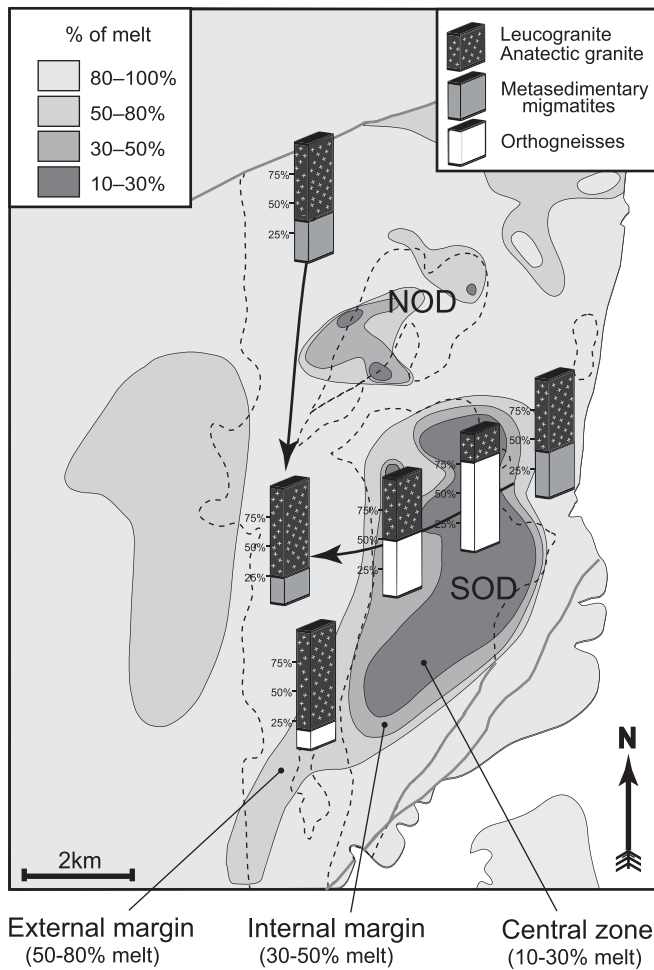 % of melt
80–100%
50–80%
30–50%
10–30%
Leucogranite
Anatectic granite
Metasedimentary
migmatites
Orthogneisses
75%
50%
25%
NOD
75%
50%
25%
75%
50%
25%
75%
50%
25%
75%
50%
25%
SOD
75%
50%
25%
N
2km
External margin
(50-80% melt)
Internal margin
(30-50% melt)
Central zone
(10-30% melt)